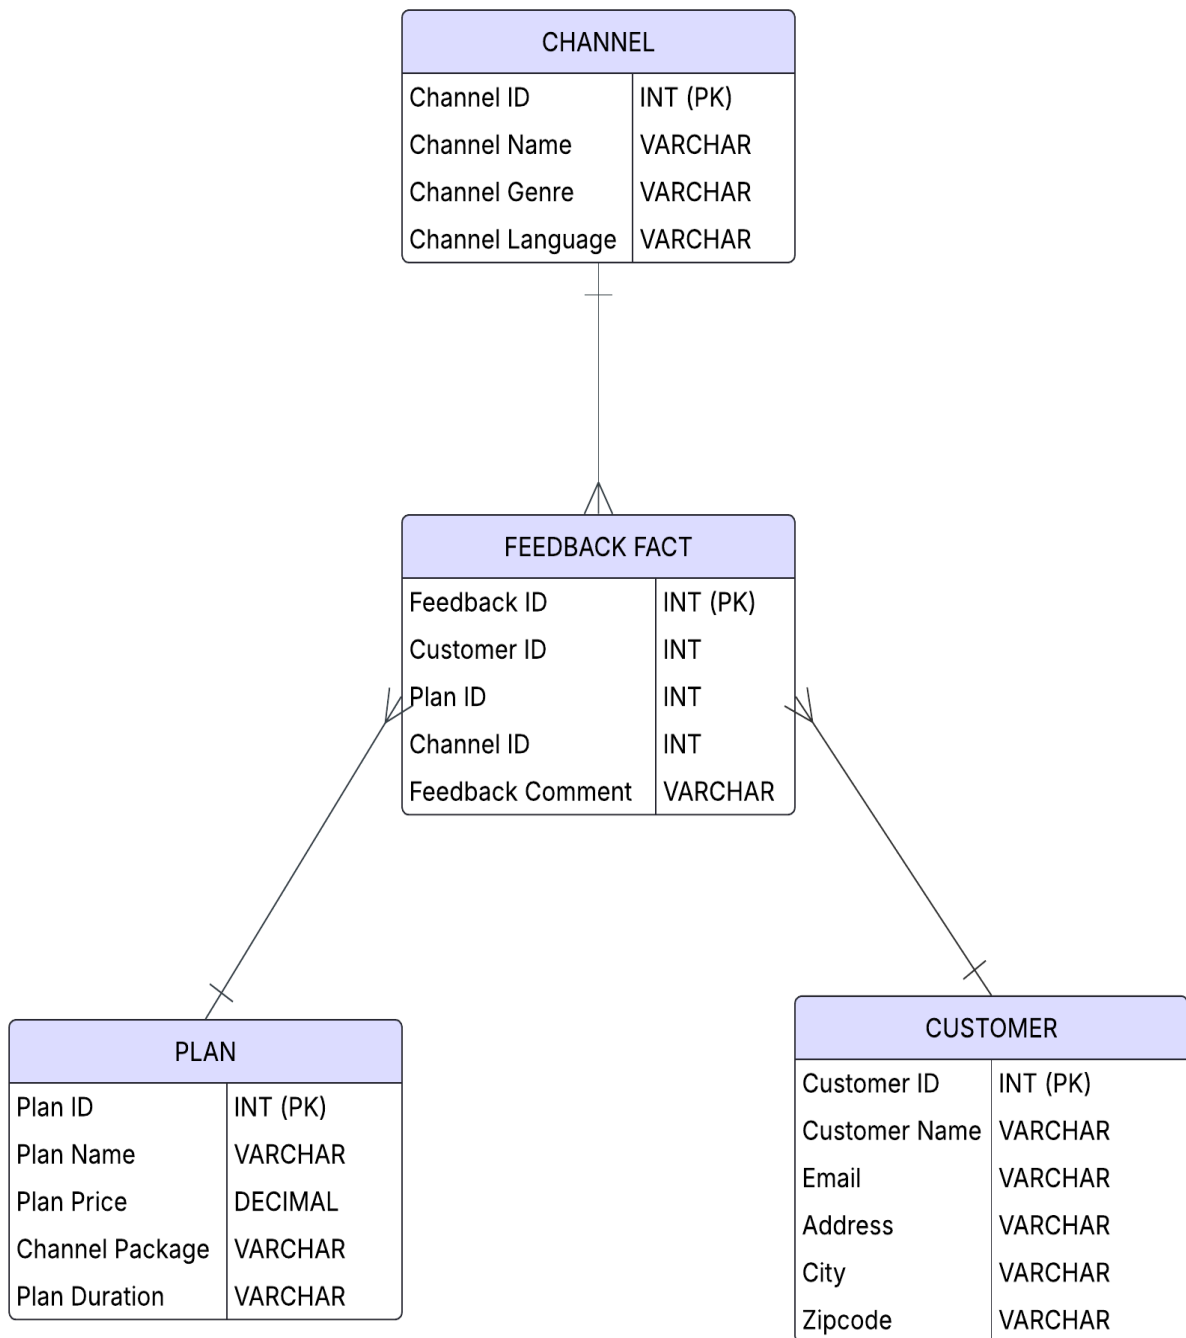 CHANNEL
Channel ID INT (PK)
Channel Name VARCHAR
Channel Genre VARCHAR
Channel Language VARCHAR
FEEDBACK FACT
Feedback ID INT (PK)
Customer ID INT
Plan ID INT
Channel ID INT
Feedback Comment VARCHAR
PLAN
Plan ID INT (PK)
Plan Name VARCHAR
Plan Price DECIMAL
Channel Package VARCHAR
Plan Duration VARCHAR
CUSTOMER
Customer ID INT (PK)
Customer Name VARCHAR
Email VARCHAR
Address VARCHAR
City VARCHAR
Zipcode VARCHAR